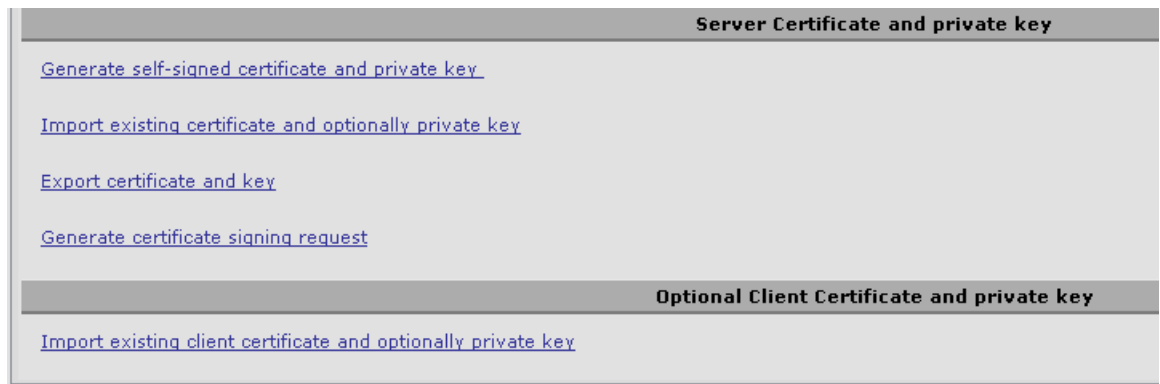 Server Certificate and private key
Generate self-signed certificate and private key
Import existing certificate and optionally private key
Export certificate and key
Generate certificate signing request
Optional Client Certificate and private key
Import existing client certificate and optionally private key